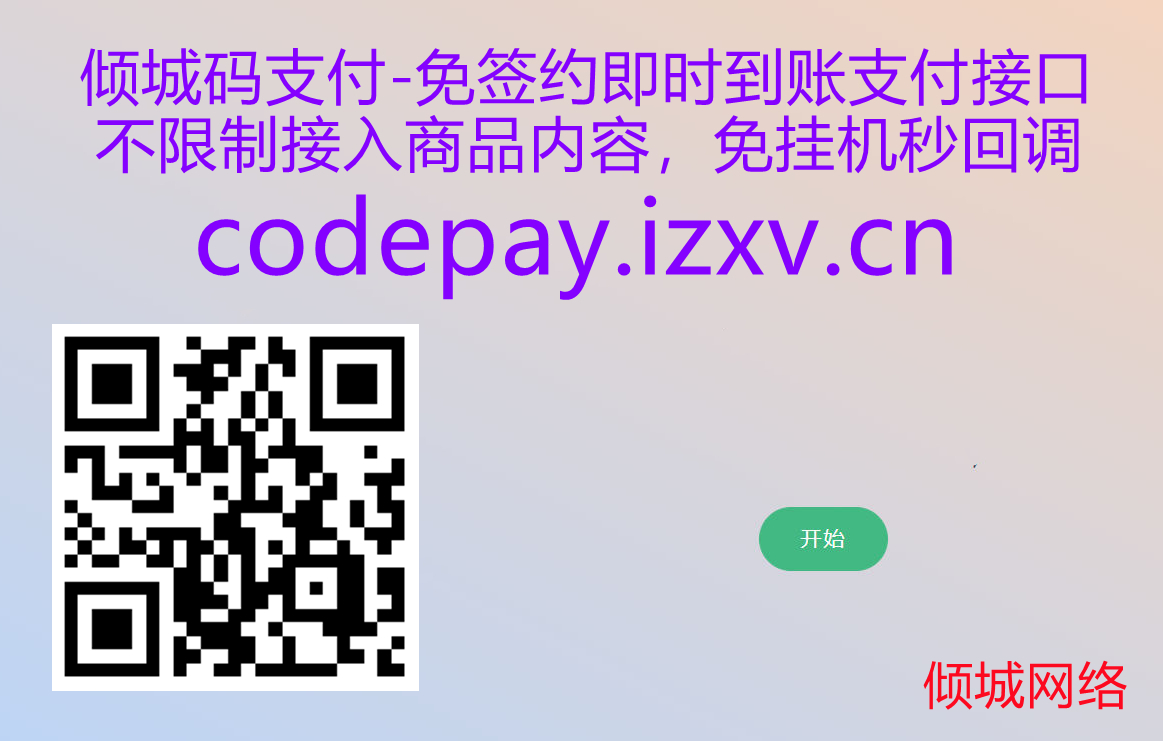 倾城码支付-免签约即时到账支付接口
不限制接入商品内容，免挂机秒回调
codepay.izxv.cn
开始
倾城网络